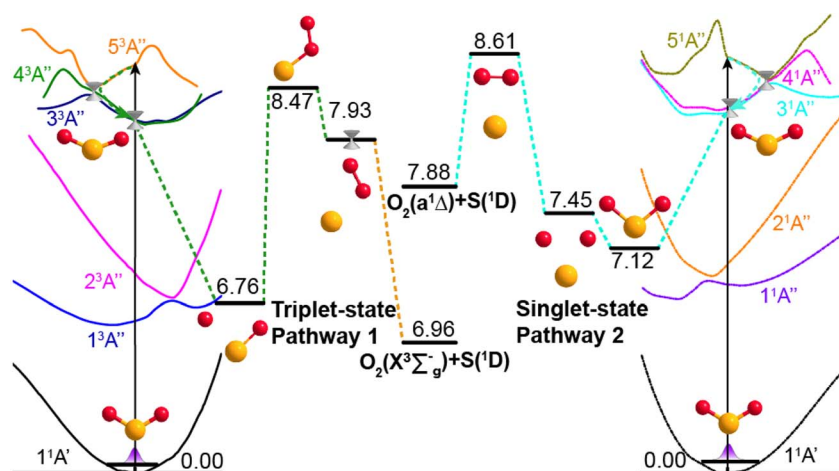 5³A''
4³A''
3³A''
2³A''
1³A''
1¹A'
0.00
6.76
8.47
7.93
Triplet-state
Pathway 1
7.88
O₂(a¹Δ)+S(¹D)
6.96
O₂(X³Σ⁻g)+S(¹D)
8.61
7.45
7.12
Singlet-state
Pathway 2
5¹A''
4¹A''
3¹A''
2¹A''
1¹A''
0.00
1¹A'